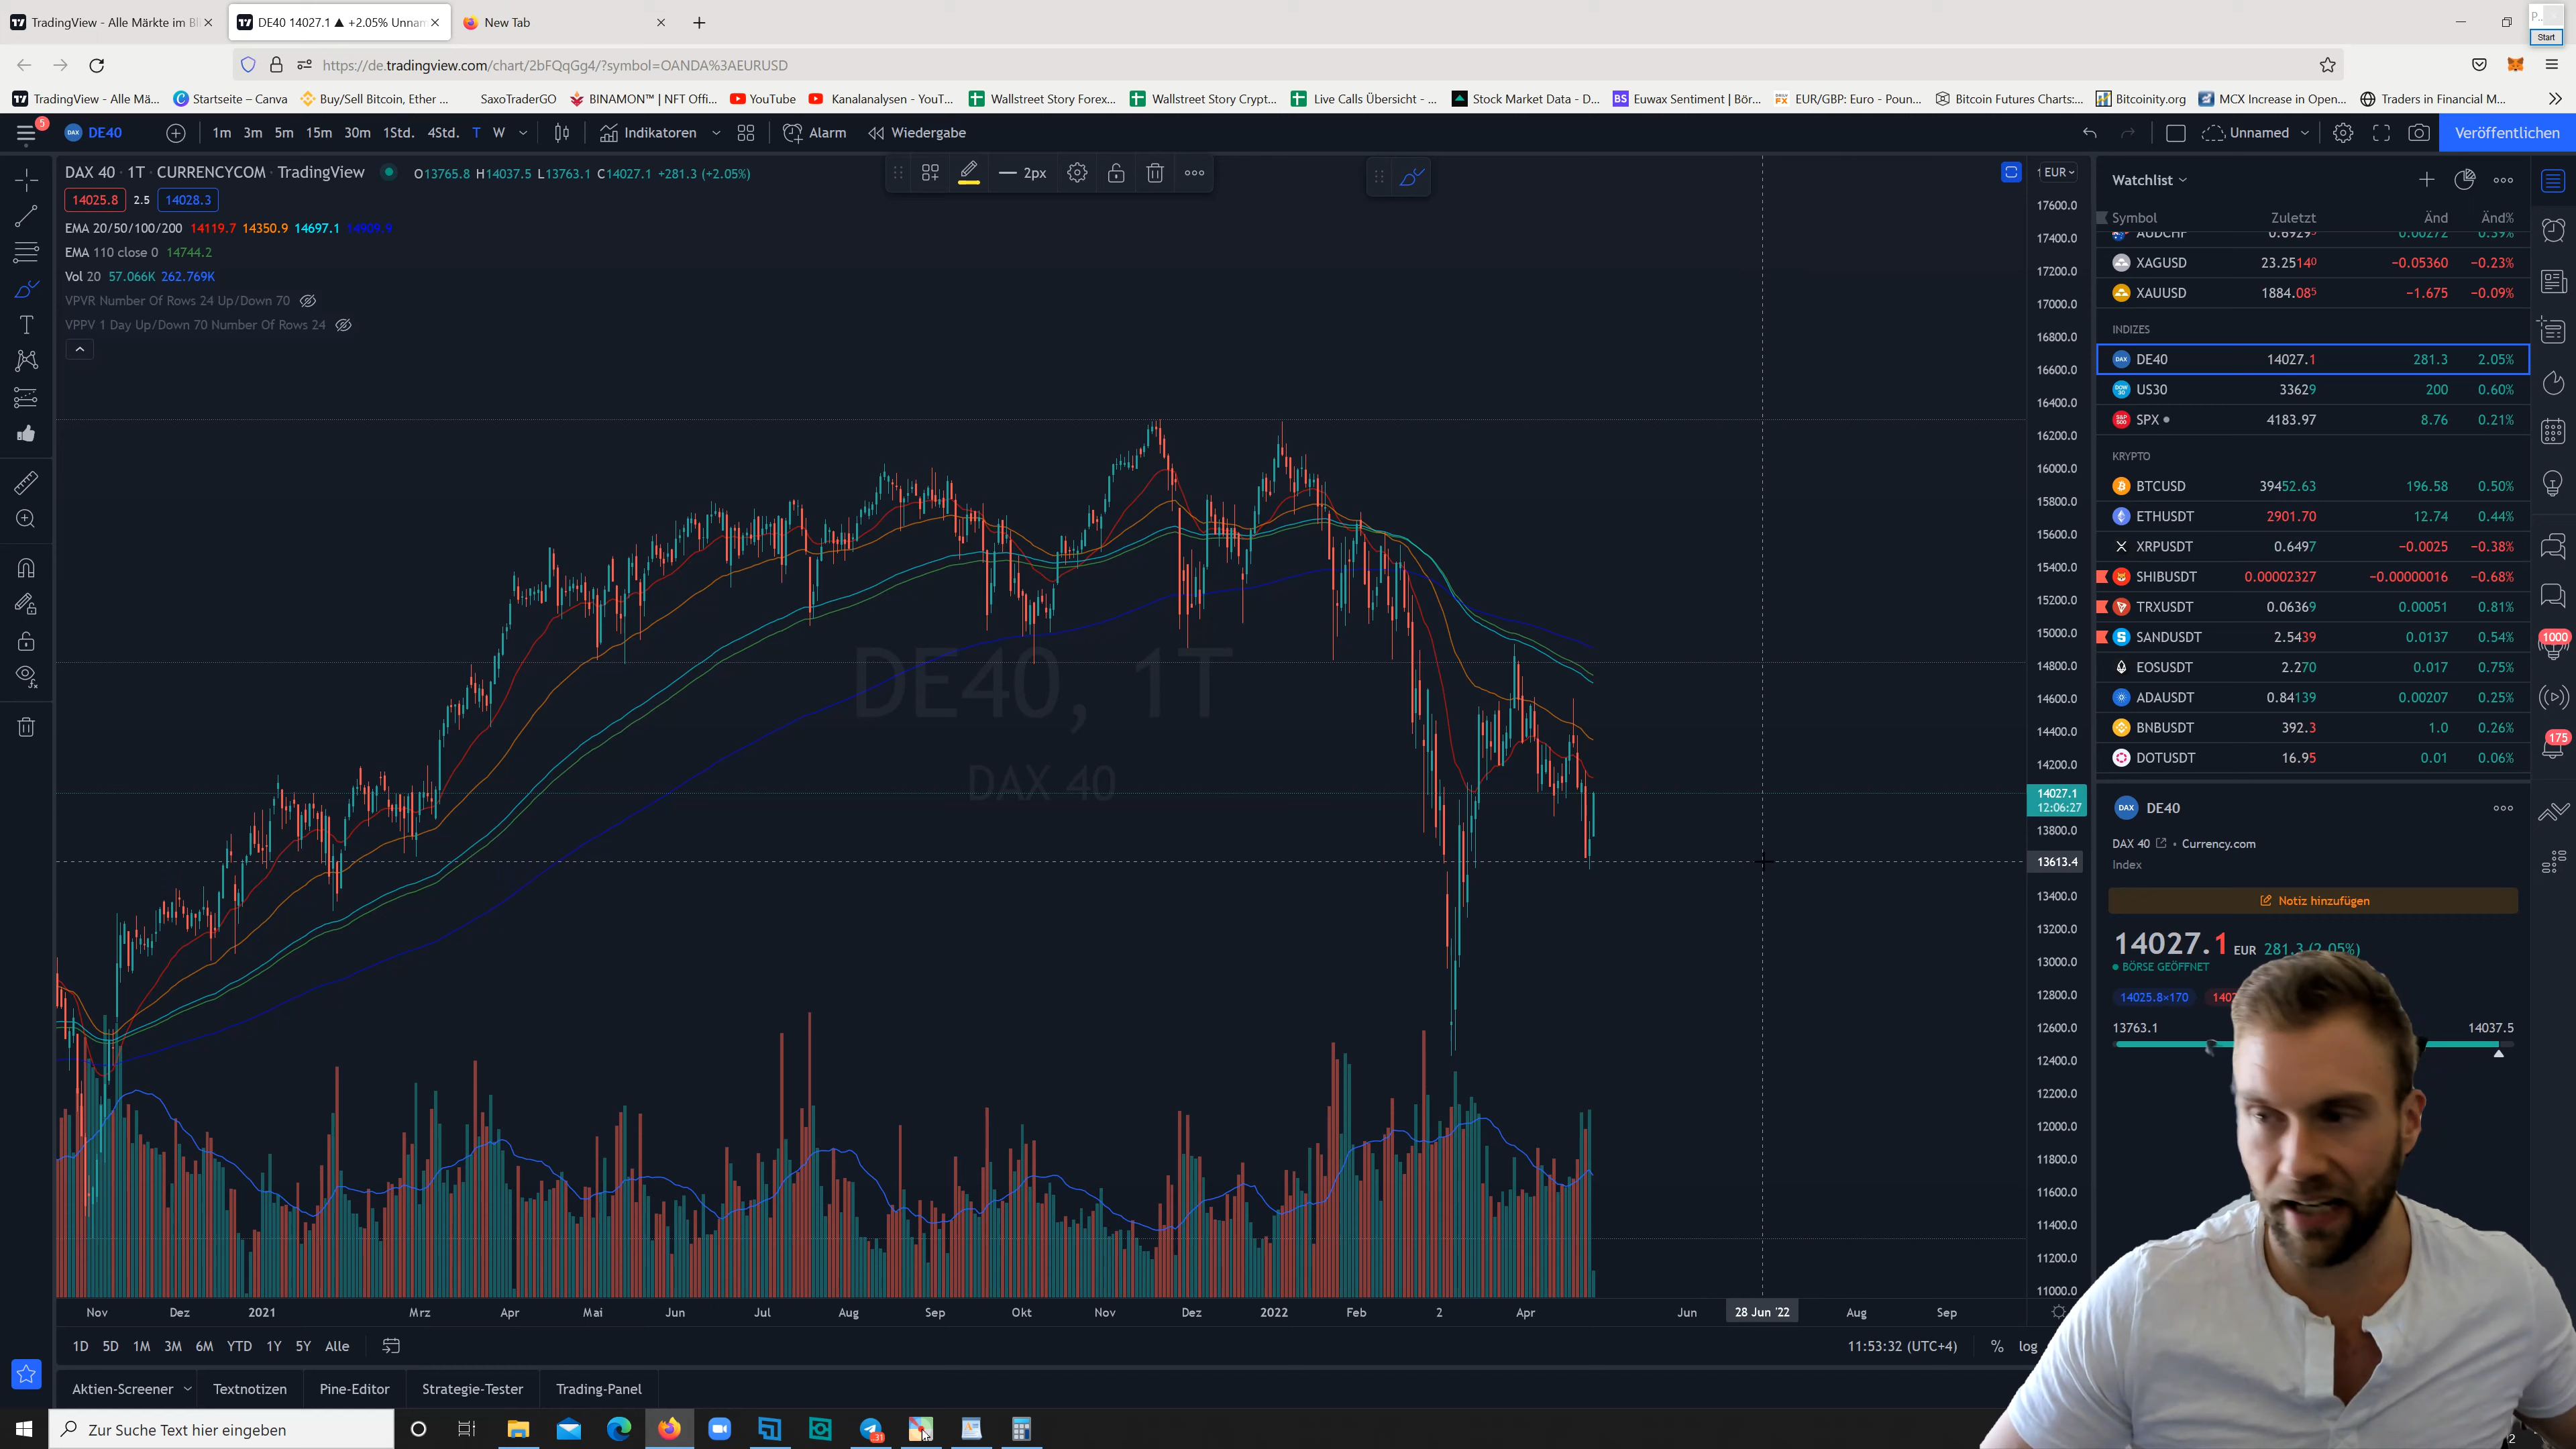 TradingView - Alle Märkte im Bl
DE40 14027.1 ▲ +2.05% Unnam
New Tab
Start
https://de.tradingview.com/chart/2bFQqGg4/?symbol=OANDA%3AEURUSD
TradingView - Alle Mä...
Startseite – Canva
Buy/Sell Bitcoin, Ether ...
SaxoTraderGO
BINAMON™ | NFT Offi...
YouTube
Kanalanalysen - YouT...
Wallstreet Story Forex...
Wallstreet Story Crypt...
Live Calls Übersicht - ...
Stock Market Data - D...
Euwax Sentiment | Bör...
EUR/GBP: Euro - Poun...
Bitcoin Futures Charts:...
Bitcoinity.org
MCX Increase in Open...
Traders in Financial M...
5
DE40
1m 3m 5m 15m 30m 1Std. 4Std. T W
Indikatoren
Alarm
Wiedergabe
Unnamed
Veröffentlichen
DAX 40 · 1T · CURRENCYCOM · TradingView
O13765.8 H14037.5 L13763.1 C14027.1 +281.3 (+2.05%)
2px
14025.8 2.5 14028.3
EMA 20/50/100/200 14119.7 14350.9 14697.1 14909.9
EMA 110 close 0 14744.2
Vol 20 57.066K 262.769K
VPVR Number Of Rows 24 Up/Down 70
VPPV 1 Day Up/Down 70 Number Of Rows 24
DE40, 1T
DAX 40
EUR
17600.0
17400.0
17200.0
17000.0
16800.0
16600.0
16400.0
16200.0
16000.0
15800.0
15600.0
15400.0
15200.0
15000.0
14800.0
14600.0
14400.0
14200.0
14027.1
12:06:27
13800.0
13613.4
13400.0
13200.0
13000.0
12800.0
12600.0
12400.0
12200.0
12000.0
11800.0
11600.0
11400.0
11200.0
11000.0
Nov Dez 2021 Mrz Apr Mai Jun Jul Aug Sep Okt Nov Dez 2022 Feb 2 Apr Jun 28 Jun '22 Aug Sep
1D 5D 1M 3M 6M YTD 1Y 5Y Alle
11:53:32 (UTC+4) % log
Aktien-Screener Textnotizen Pine-Editor Strategie-Tester Trading-Panel
Zur Suche Text hier eingeben
Watchlist
Symbol Zuletzt Änd Änd%
AUDCHF 0.69295 0.00272 0.39%
XAGUSD 23.25140 −0.05360 −0.23%
XAUUSD 1884.085 −1.675 −0.09%
INDIZES
DE40 14027.1 281.3 2.05%
US30 33629 200 0.60%
SPX 4183.97 8.76 0.21%
KRYPTO
BTCUSD 39452.63 196.58 0.50%
ETHUSDT 2901.70 12.74 0.44%
XRPUSDT 0.6497 −0.0025 −0.38%
SHIBUSDT 0.00002327 −0.00000016 −0.68%
TRXUSDT 0.06369 0.00051 0.81%
SANDUSDT 2.5439 0.0137 0.54%
EOSUSDT 2.270 0.017 0.75%
ADAUSDT 0.84139 0.00207 0.25%
BNBUSDT 392.3 1.0 0.26%
DOTUSDT 16.95 0.01 0.06%
1000
175
DAX DE40
DAX 40 • Currency.com
Index
Notiz hinzufügen
14027.1 EUR 281.3 (2.05%)
BÖRSE GEÖFFNET
14025.8×170
13763.1 14037.5